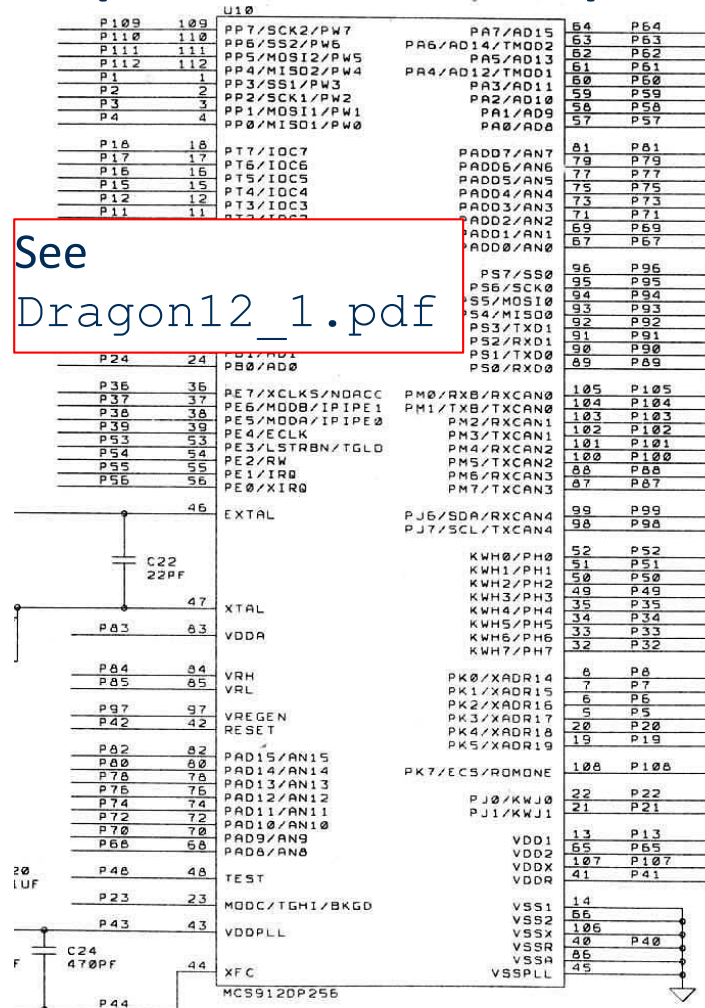 U10
P109 109 PP7/SCK2/PW7
P110 110 PP6/SS2/PW6
P111 111 PP5/MOSI2/PW5
P112 112 PP4/MISO2/PW4
P1 1 PP3/SS1/PW3
P2 2 PP2/SCK1/PW2
P3 3 PP1/MOSI1/PW1
P4 4 PP0/MISO1/PW0
P18 18 PT7/IOC7
P17 17 PT6/IOC6
P16 16 PT5/IOC5
P15 15 PT4/IOC4
P12 12 PT3/IOC3
P11 11
See
Dragon12_1.pdf
P24 24 PB0/AD0
P36 36 PE7/XCLKS/NOACC
P37 37 PE6/MODB/IPIPE1
P38 38 PE5/MODA/IPIPE0
P39 39 PE4/ECLK
P53 53 PE3/LSTRBN/TGLO
P54 54 PE2/RW
P55 55 PE1/IRQ
P56 56 PE0/XIRQ
46 EXTAL
C22
22PF
47 XTAL
P83 83 VDDA
P84 84 VRH
P85 85 VRL
P97 97 VREGEN
P42 42 RESET
P82 82 PAD15/AN15
P80 80 PAD14/AN14
P78 78 PAD13/AN13
P76 76 PAD12/AN12
P74 74 PAD11/AN11
P72 72 PAD10/AN10
P70 70 PAD9/AN9
P68 68 PAD8/AN8
P48 48 TEST
P23 23 MODC/TGHI/BKGD
P43 43 VDDPLL
C24
470PF
44 XFC
P44
MC9S12DP256
PA7/AD15 64 P64
PA6/AD14/TMOD2 63 P63
PA5/AD13 62 P62
PA4/AD12/TMOD1 61 P61
PA3/AD11 60 P60
PA2/AD10 59 P59
PA1/AD9 58 P58
PA0/AD8 57 P57
PADD7/AN7 81 P81
PADD6/AN6 79 P79
PADD5/AN5 77 P77
PADD4/AN4 75 P75
PADD3/AN3 73 P73
PADD2/AN2 71 P71
PADD1/AN1 69 P69
PADD0/AN0 67 P67
PS7/SS0 96 P96
PS6/SCK0 95 P95
PS5/MOSI0 94 P94
PS4/MISO0 93 P93
PS3/TXD1 92 P92
PS2/RXD1 91 P91
PS1/TXD0 90 P90
PS0/RXD0 89 P89
PM0/RXB/RXCAN0 105 P105
PM1/TXB/TXCAN0 104 P104
PM2/RXCAN1 103 P103
PM3/TXCAN1 102 P102
PM4/RXCAN2 101 P101
PM5/TXCAN2 100 P100
PM6/RXCAN3 88 P88
PM7/TXCAN3 87 P87
PJ6/SDA/RXCAN4 99 P99
PJ7/SCL/TXCAN4 98 P98
KWH0/PH0 52 P52
KWH1/PH1 51 P51
KWH2/PH2 50 P50
KWH3/PH3 49 P49
KWH4/PH4 35 P35
KWH5/PH5 34 P34
KWH6/PH6 33 P33
KWH7/PH7 32 P32
PK0/XADR14 8 P8
PK1/XADR15 7 P7
PK2/XADR16 6 P6
PK3/XADR17 5 P5
PK4/XADR18 20 P20
PK5/XADR19 19 P19
PK7/ECS/ROMONE 108 P108
PJ0/KWJ0 22 P22
PJ1/KWJ1 21 P21
VDD1 13 P13
VDD2 65 P65
VDDX 107 P107
VDDR 41 P41
VSS1 14
VSS2 66
VSSX 106
VSSR 40 P40
VSSA 86
VSSPLL 45